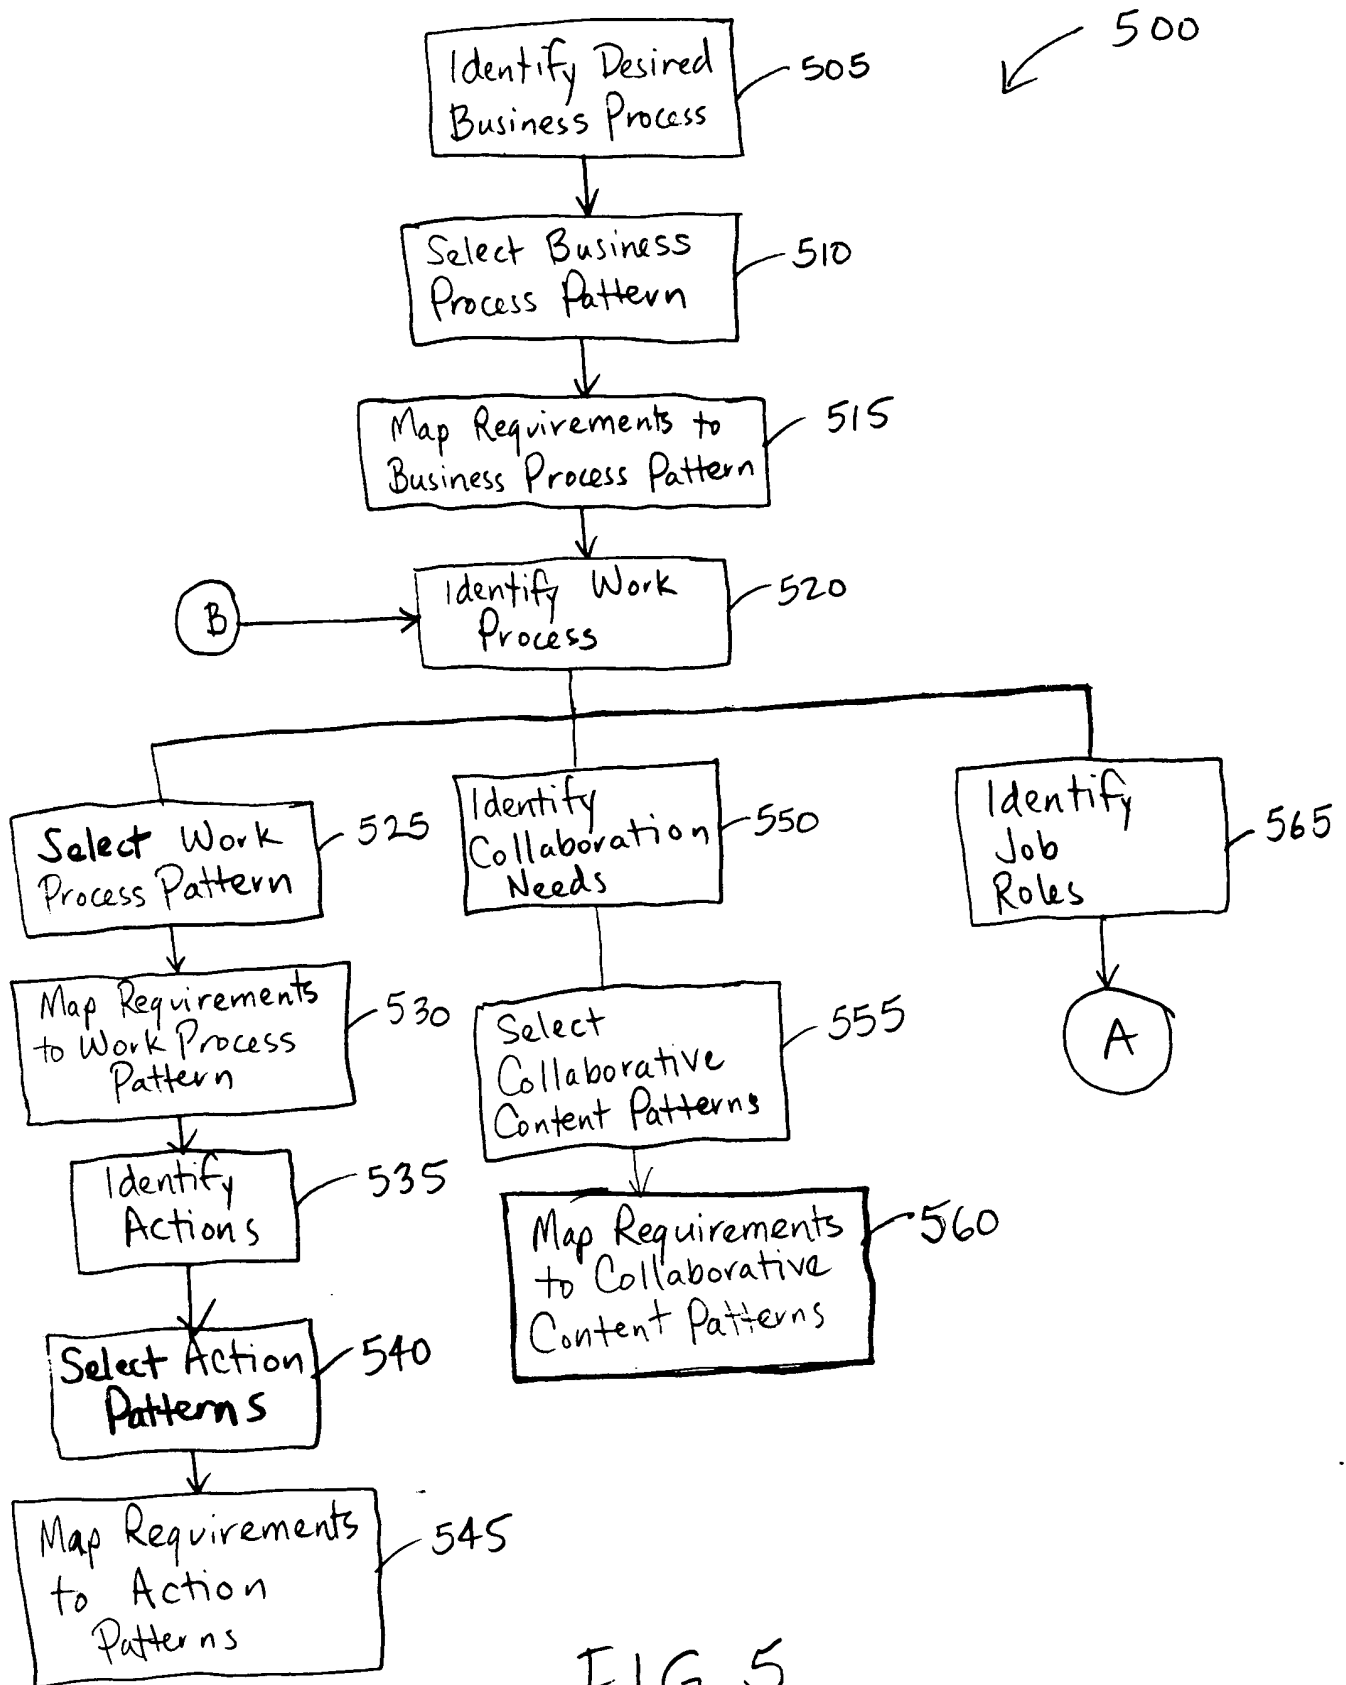 500
Identify Desired
Business Process
505
Select Business
Process Pattern
510
Map Requirements to
Business Process Pattern
515
B
Identify Work
Process
520
Select Work
Process Pattern
525
Map Requirements
to Work Process
Pattern
530
Identify
Actions
535
Select Action
Patterns
540
Map Requirements
to Action
Patterns
545
Identify
Collaboration
Needs
550
Select
Collaborative
Content Patterns
555
Map Requirements
to Collaborative
Content Patterns
560
Identify
Job
Roles
565
A
FIG. 5